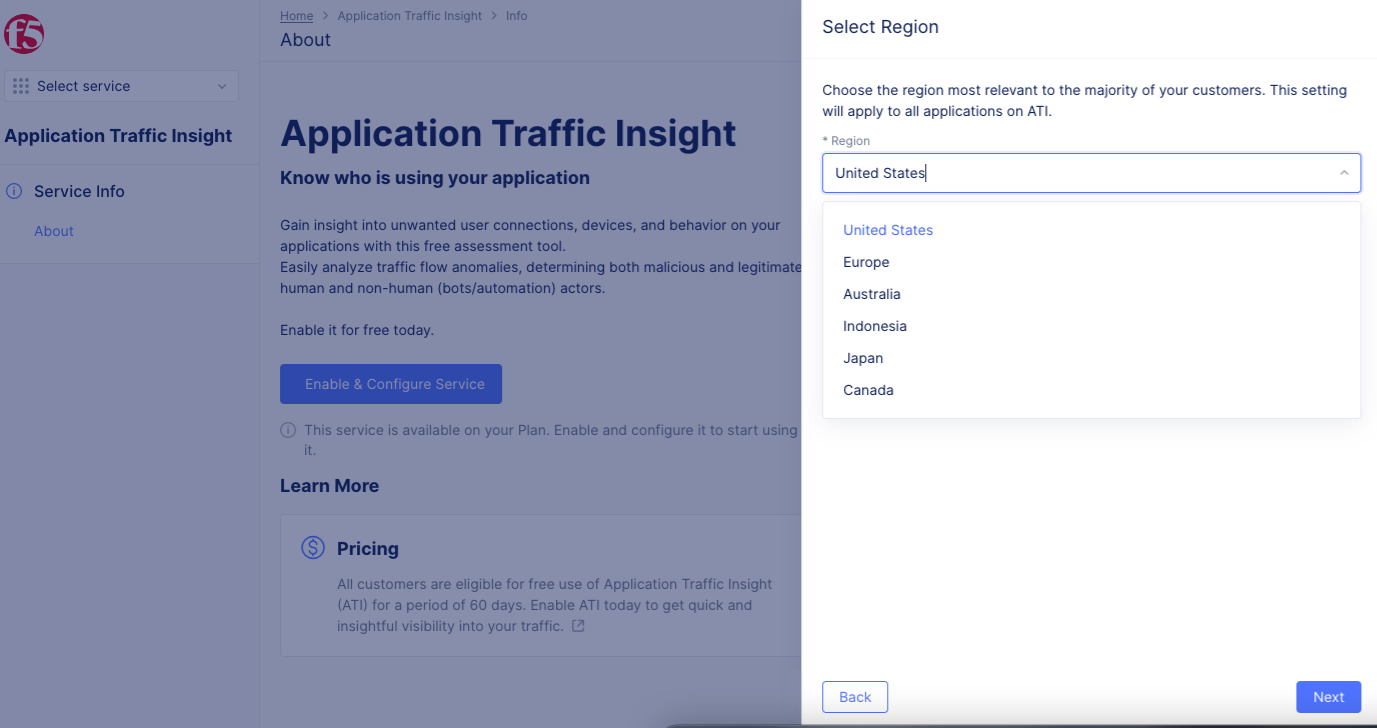 f5
Select service
Application Traffic Insight
Service Info
About
Home > Application Traffic Insight > Info
About
Application Traffic Insight
Know who is using your application
Gain insight into unwanted user connections, devices, and behavior on your
applications with this free assessment tool.
Easily analyze traffic flow anomalies, determining both malicious and legitimate
human and non-human (bots/automation) actors.
Enable it for free today.
Enable & Configure Service
This service is available on your Plan. Enable and configure it to start using
it.
Learn More
Pricing
All customers are eligible for free use of Application Traffic Insight
(ATI) for a period of 60 days. Enable ATI today to get quick and
insightful visibility into your traffic.
Select Region
Choose the region most relevant to the majority of your customers. This setting
will apply to all applications on ATI.
* Region
United States
United States
Europe
Australia
Indonesia
Japan
Canada
Back
Next